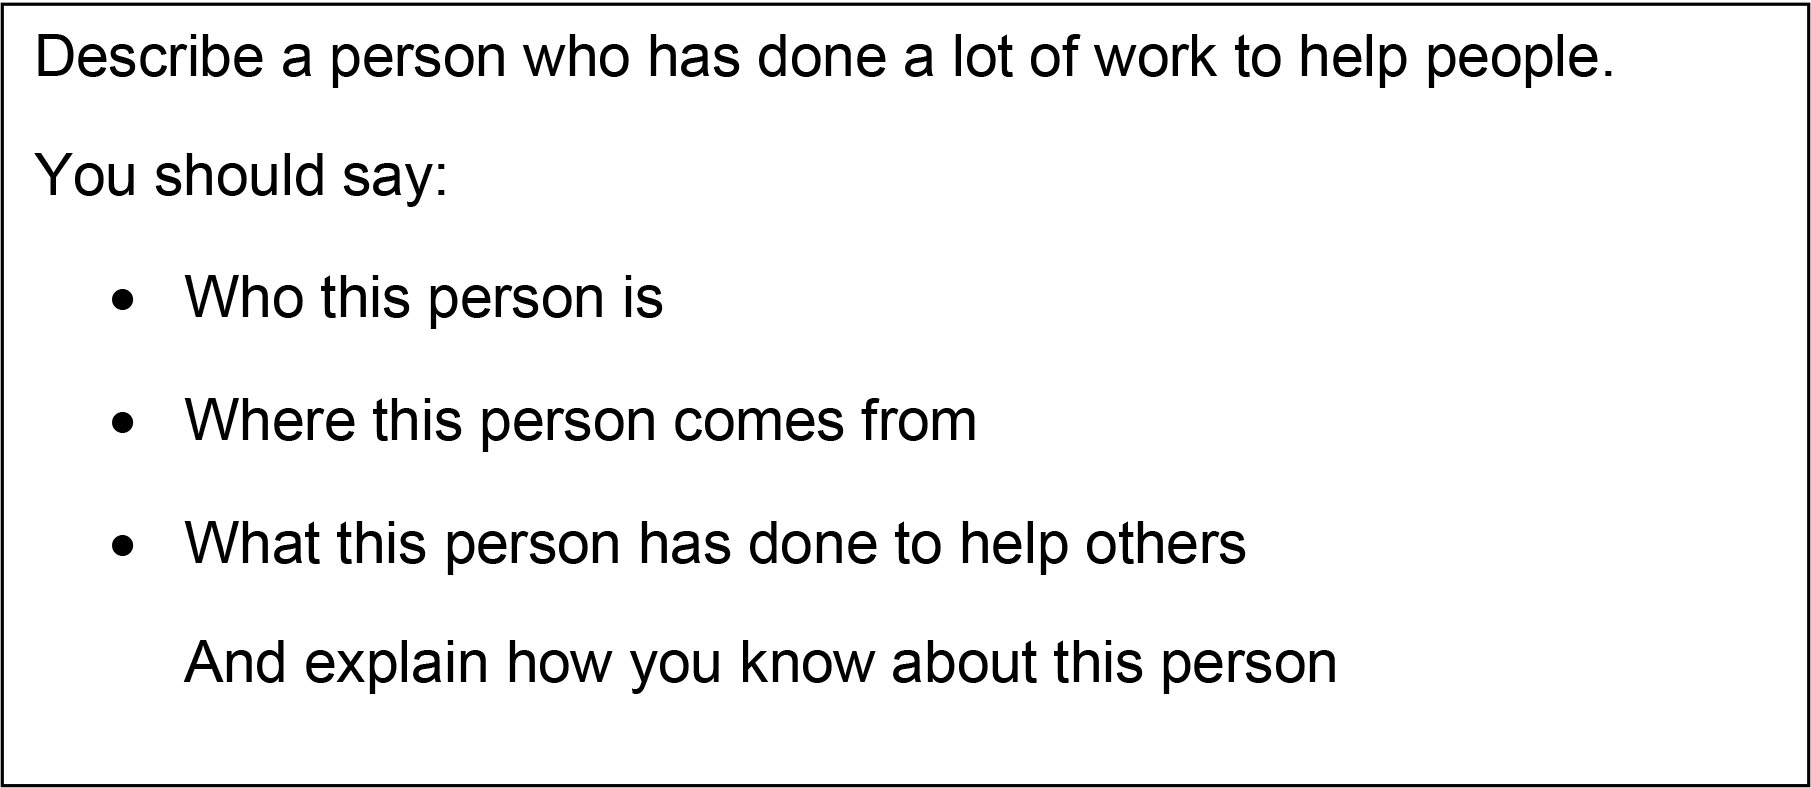 Describe a person who has done a lot of work to help people.
You should say:
• Who this person is
• Where this person comes from
• What this person has done to help others
And explain how you know about this person